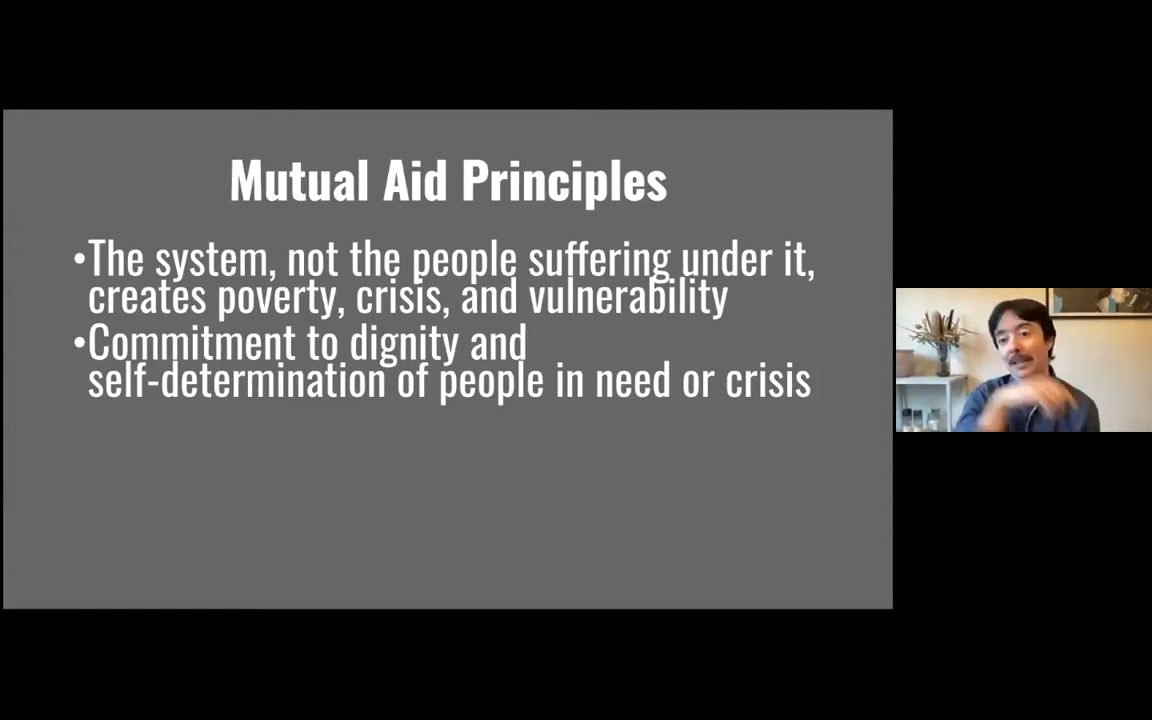 Mutual Aid Principles
•The system, not the people suffering under it,
creates poverty, crisis, and vulnerability
•Commitment to dignity and
self-determination of people in need or crisis